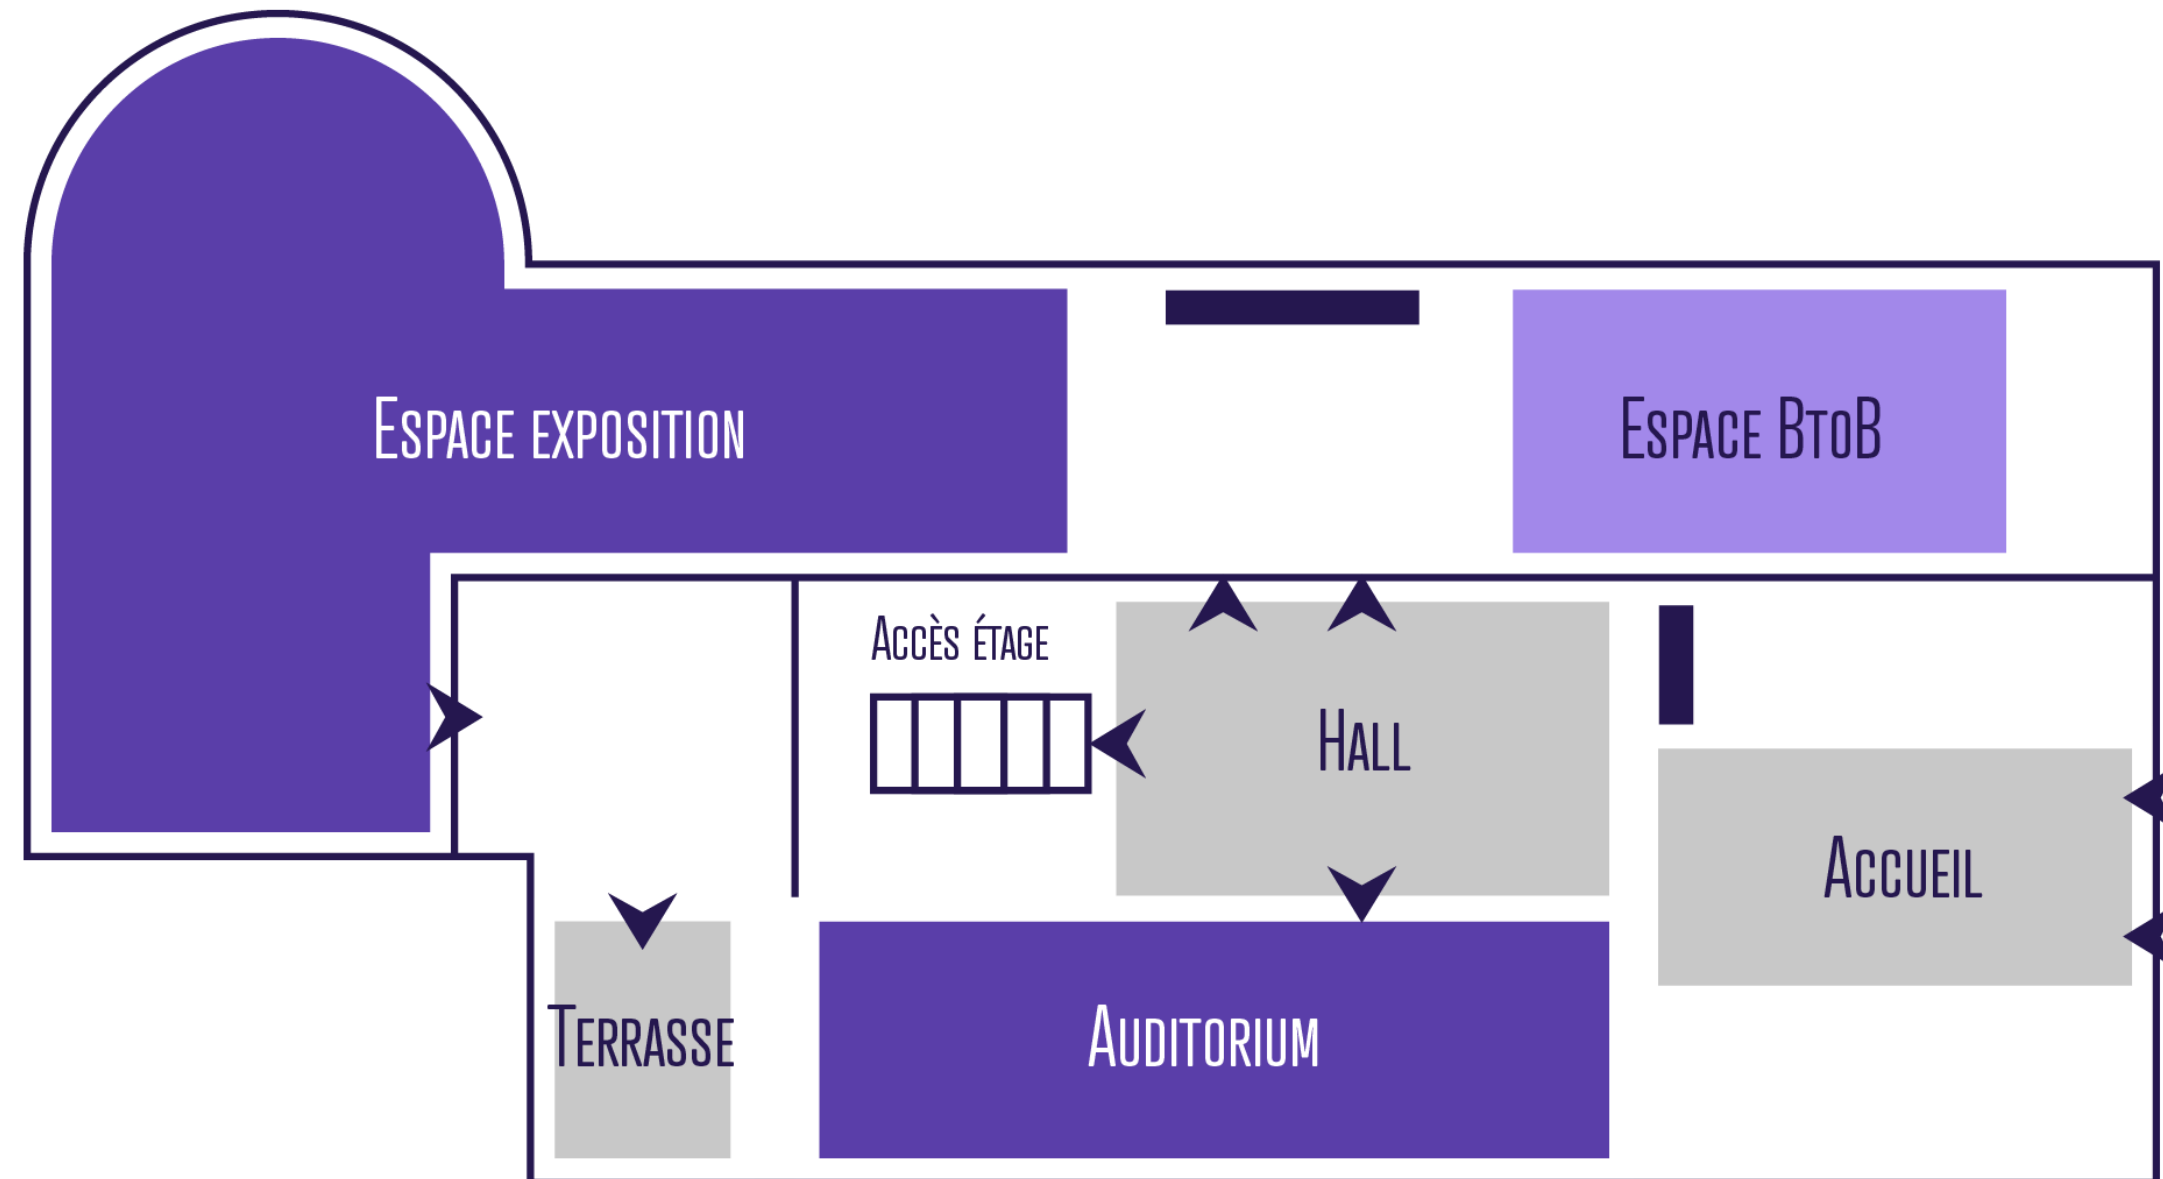 Espace exposition
Espace BtoB
Accès étage
Hall
Accueil
Terrasse
Auditorium